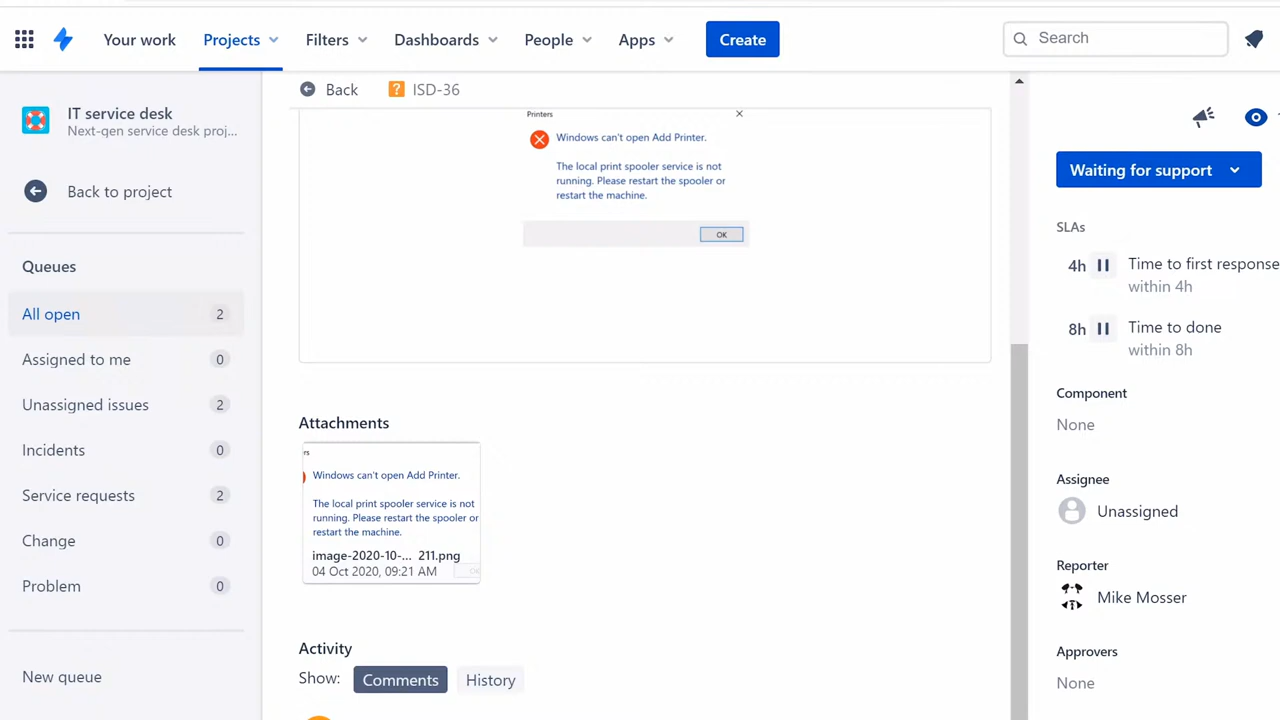 Your work
Projects
Filters
Dashboards
People
Apps
Create
Search
IT service desk
Next-gen service desk proj...
Back to project
Queues
All open 2
Assigned to me 0
Unassigned issues 2
Incidents 0
Service requests 2
Change 0
Problem 0
New queue
Back
ISD-36
Printers
Windows can't open Add Printer.
The local print spooler service is not
running. Please restart the spooler or
restart the machine.
OK
Attachments
rs
Windows can't open Add Printer.
The local print spooler service is not
running. Please restart the spooler or
restart the machine.
image-2020-10-... 211.png
04 Oct 2020, 09:21 AM
OK
Activity
Show:
Comments
History
Waiting for support
SLAs
4h
Time to first response
within 4h
8h
Time to done
within 8h
Component
None
Assignee
Unassigned
Reporter
Mike Mosser
Approvers
None